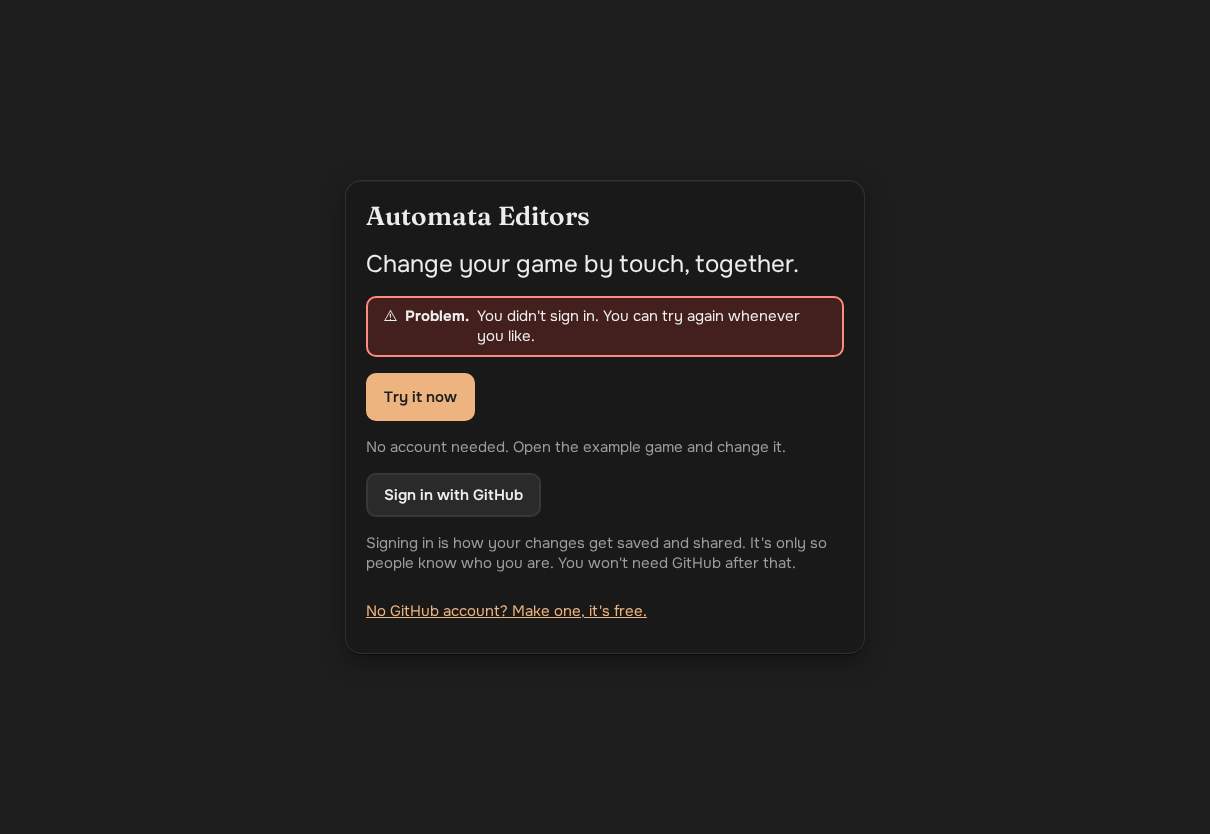 Automata Editors
Change your game by touch, together.
⚠ Problem. You didn't sign in. You can try again whenever
you like.
Try it now
No account needed. Open the example game and change it.
Sign in with GitHub
Signing in is how your changes get saved and shared. It's only so
people know who you are. You won't need GitHub after that.
No GitHub account? Make one, it's free.